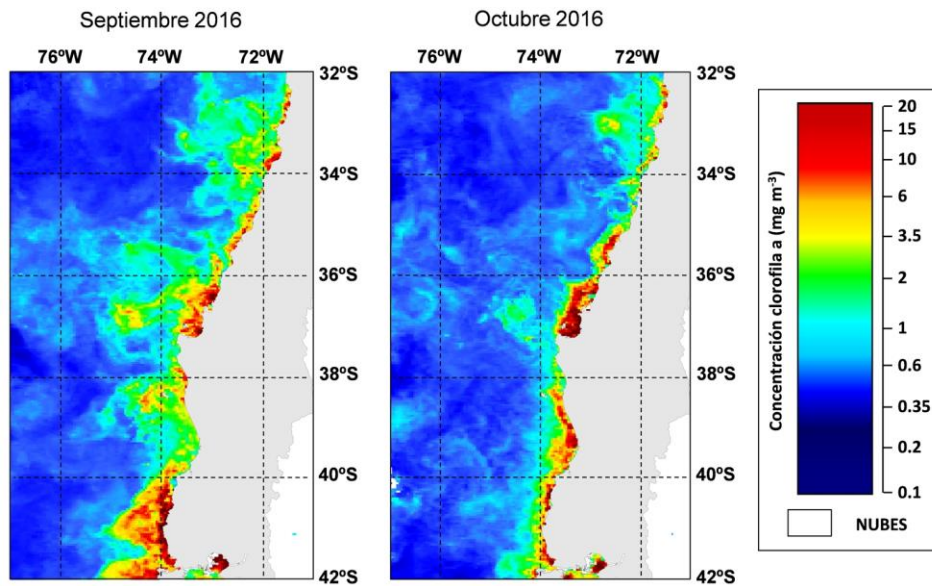 Septiembre 2016
Octubre 2016
76ºW 74ºW 72ºW
76ºW 74ºW 72ºW
32ºS
34ºS
36ºS
38ºS
40ºS
42ºS
32ºS
34ºS
36ºS
38ºS
40ºS
42ºS
Concentración clorofila a (mg m⁻³)
20
15
10
6
3.5
2
1
0.6
0.35
0.2
0.1
NUBES